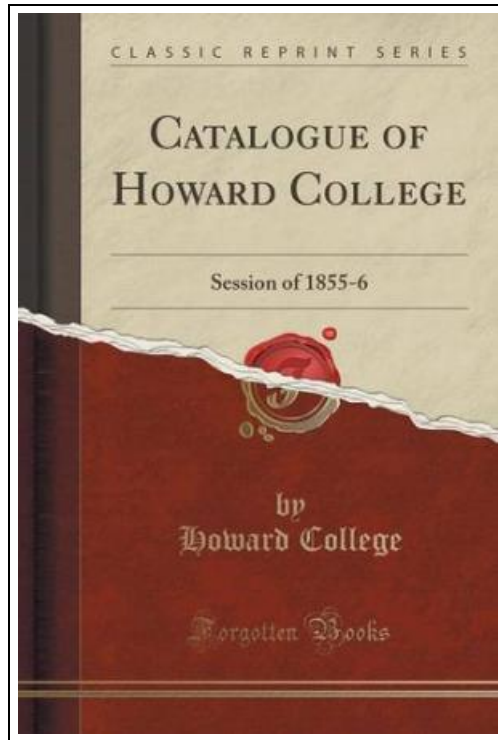 CLASSIC REPRINT SERIES
CATALOGUE OF
HOWARD COLLEGE
Session of 1855-6
by
Howard College
Forgotten Books